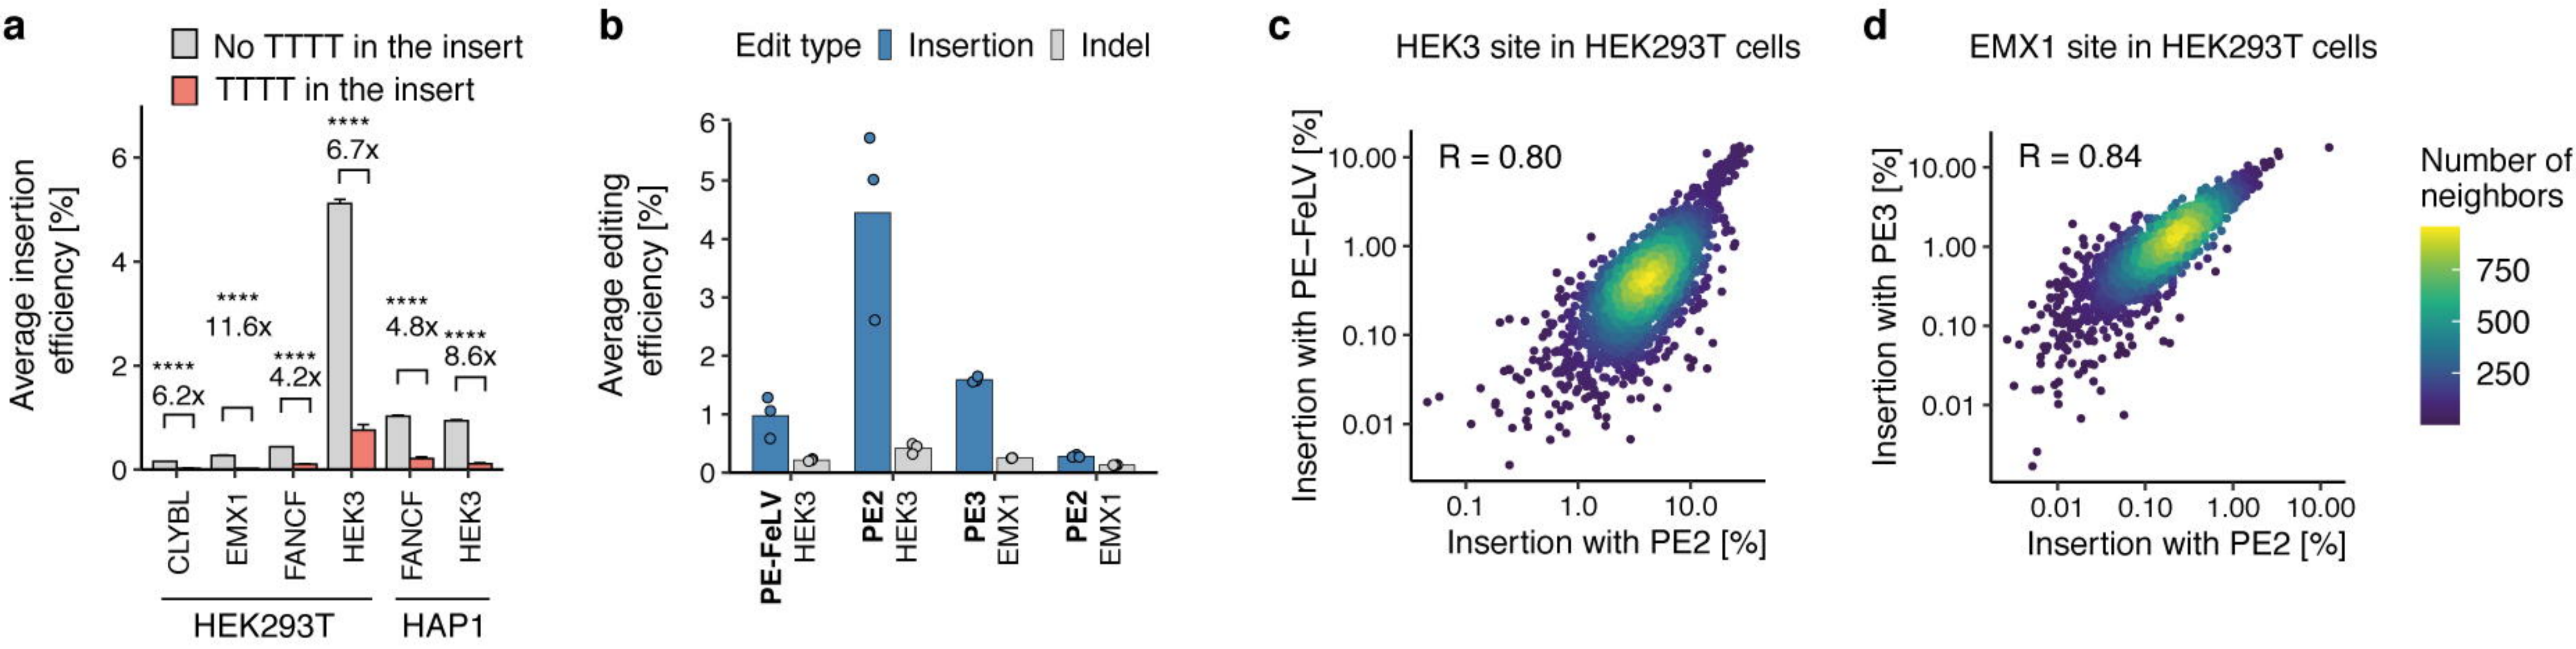 a
No TTTT in the insert
TTTT in the insert
Average insertion
efficiency [%]
6
4
2
0
****
6.2x
****
11.6x
****
4.2x
****
6.7x
****
4.8x
****
8.6x
CLYBL
EMX1
FANCF
HEK3
FANCF
HEK3
HEK293T
HAP1
b
Edit type
Insertion
Indel
Average editing
efficiency [%]
6
5
4
3
2
1
0
PE-FeLV
HEK3
PE2
HEK3
PE3
EMX1
PE2
EMX1
c
HEK3 site in HEK293T cells
R = 0.80
Insertion with PE−FeLV [%]
10.00
1.00
0.10
0.01
0.1
1.0
10.0
Insertion with PE2 [%]
d
EMX1 site in HEK293T cells
R = 0.84
Insertion with PE3 [%]
10.00
1.00
0.10
0.01
0.01
0.10
1.00
10.00
Insertion with PE2 [%]
Number of
neighbors
750
500
250